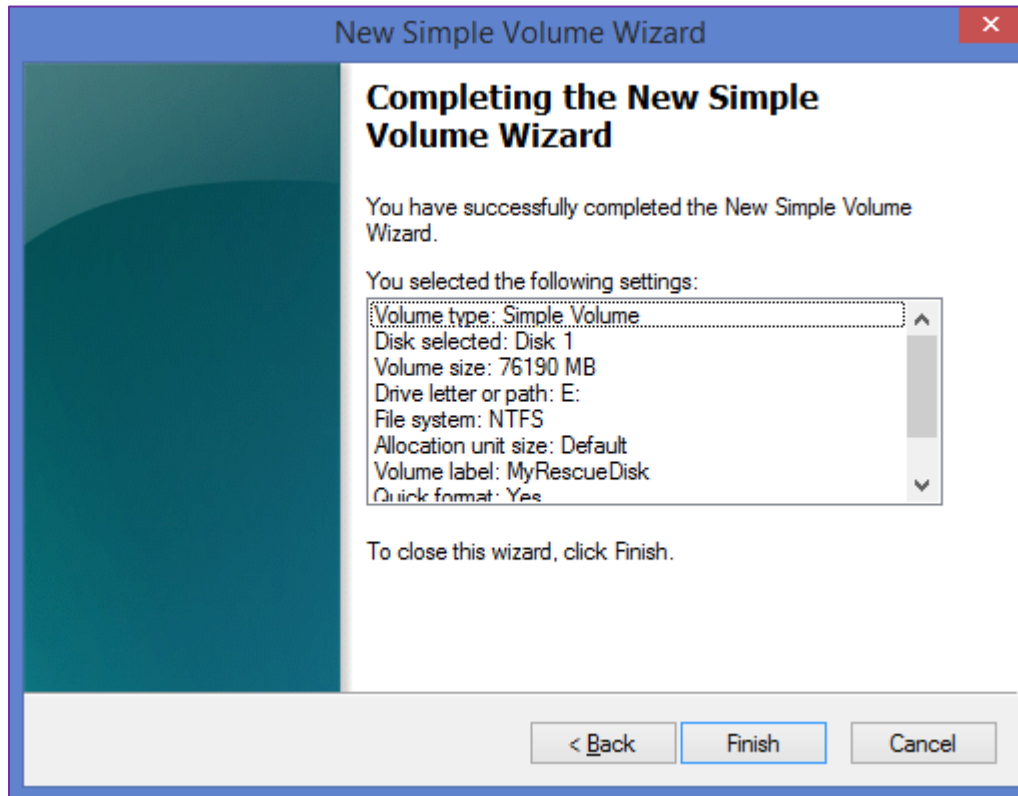 New Simple Volume Wizard
Completing the New Simple
Volume Wizard
You have successfully completed the New Simple Volume
Wizard.
You selected the following settings:
Volume type: Simple Volume
Disk selected: Disk 1
Volume size: 76190 MB
Drive letter or path: E:
File system: NTFS
Allocation unit size: Default
Volume label: MyRescueDisk
Quick format: Yes
To close this wizard, click Finish.
< Back
Finish
Cancel